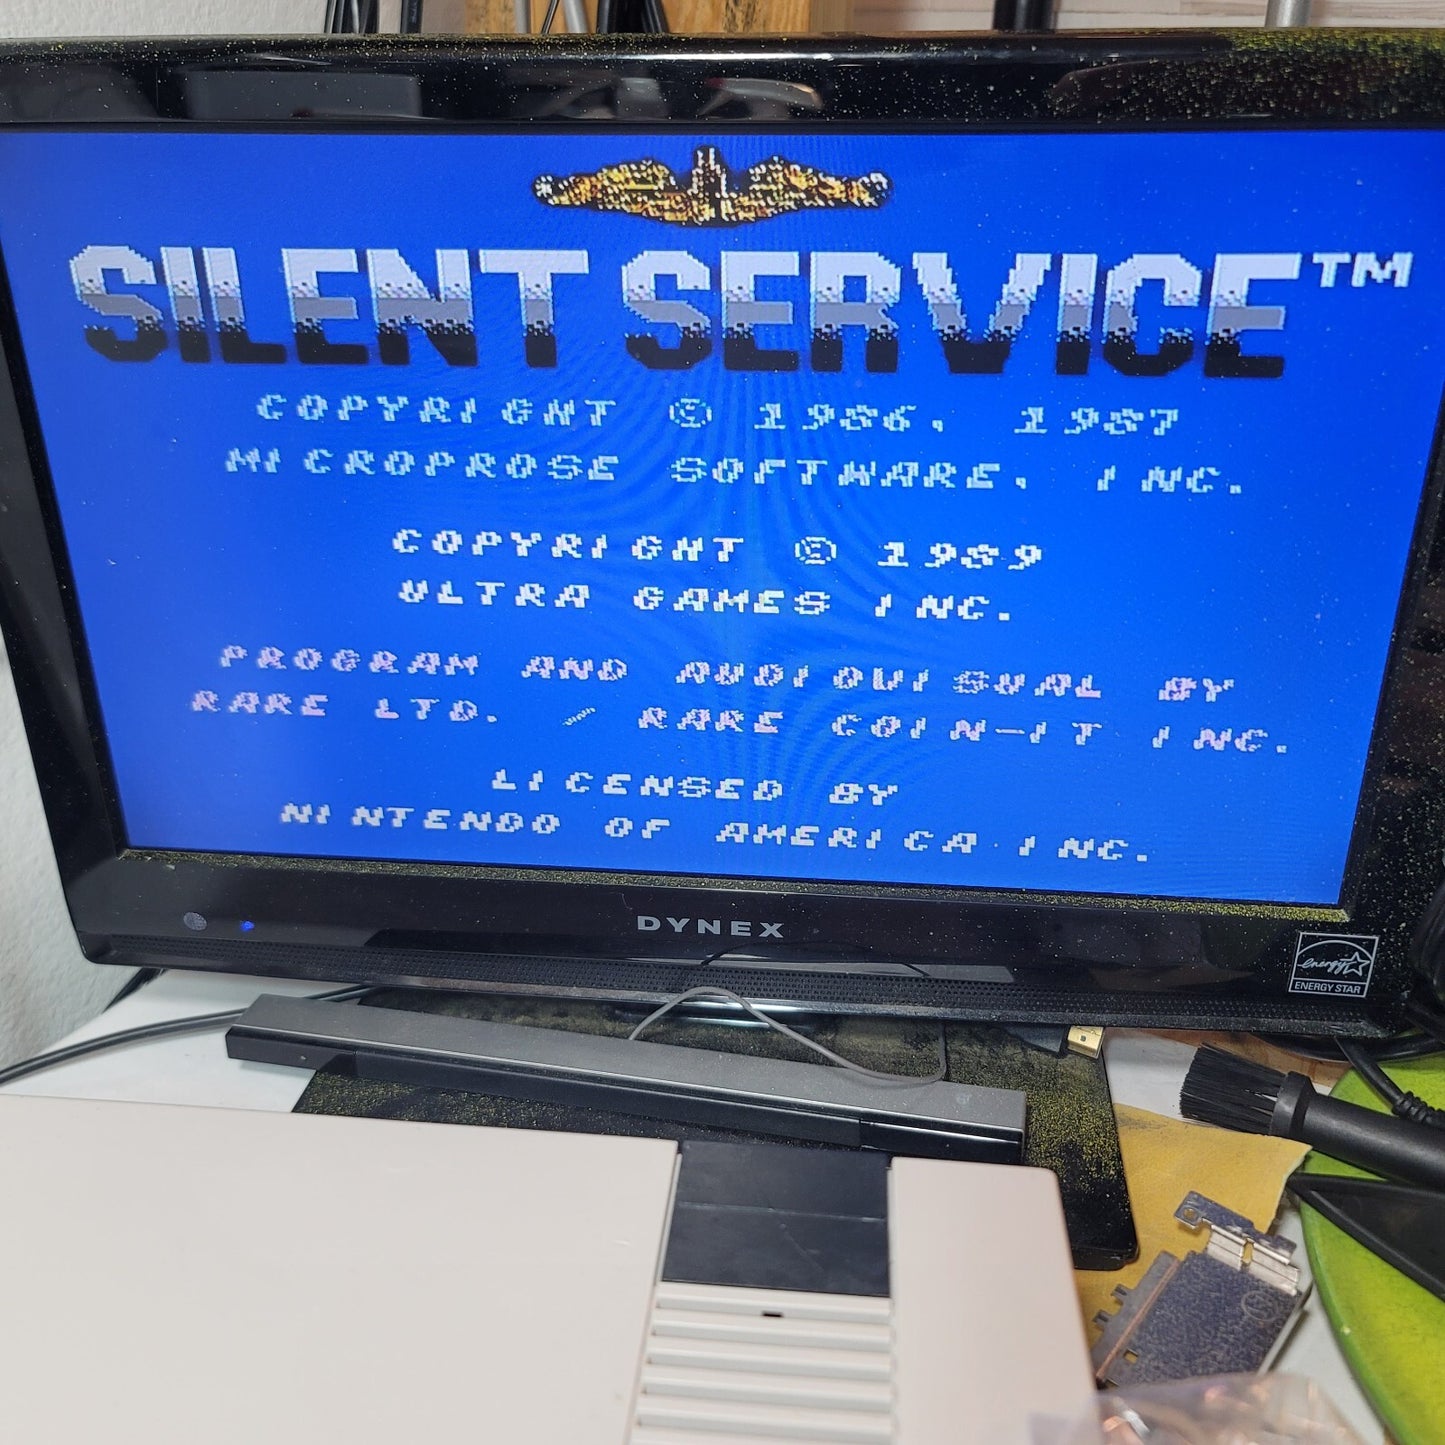 SILENT SERVICE™
COPYRIGHT © 1986, 1987
MICROPROSE SOFTWARE, INC.
COPYRIGHT © 1989
ULTRA GAMES INC.
PROGRAM AND AUDIOVISUAL BY
RARE LTD. / RARE COIN-IT INC.
LICENSED BY
NINTENDO OF AMERICA INC.
DYNEX
energy
ENERGY STAR